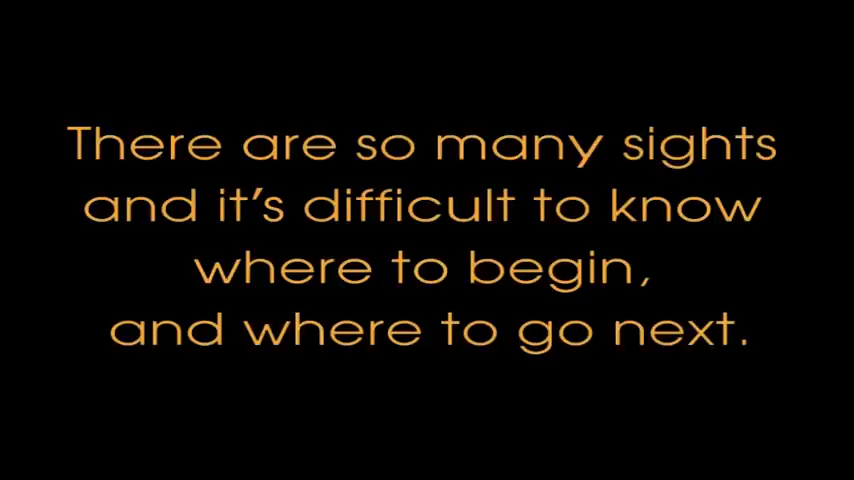 There are so many sights
and it's difficult to know
where to begin,
and where to go next.